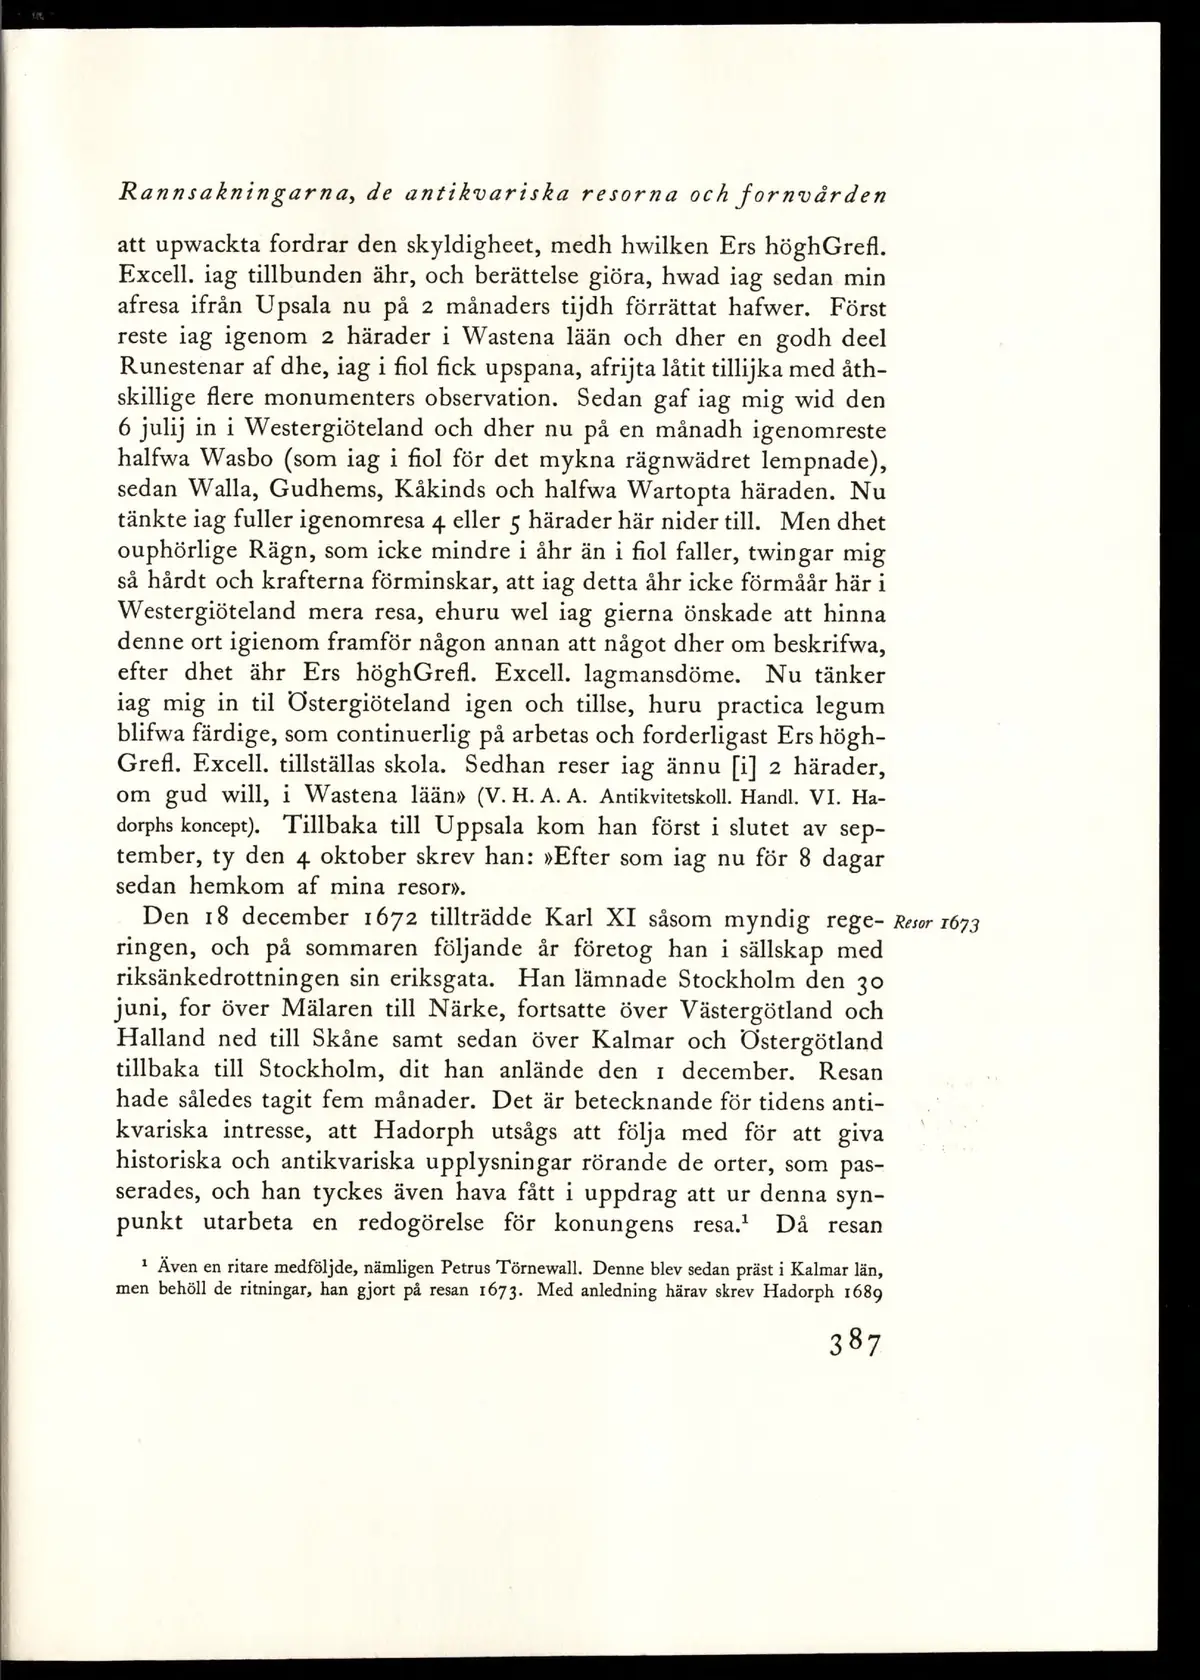 Rannsakningarna, de antikvariska resorna och fornvården
att upwackta fordrar den skyldigheet, medh hwilken Ers höghGrefl.
Excell. iag tillbunden ähr, och berättelse giöra, hwad iag sedan min
afresa ifrån Upsala nu på 2 månaders tijdh förrättat hafwer. Först
reste iag igenom 2 härader i Wastena lään och dher en godh deel
Runestenar af dhe, iag i fiol fick upspana, afrijta låtit tillijka med åth-
skillige flere monumenters observation. Sedan gaf iag mig wid den
6 julij in i Westergiöteland och dher nu på en månadh igenomreste
halfwa Wasbo (som iag i fiol för det mykna rägnwädret lempnade),
sedan Walla, Gudhems, Kåkinds och halfwa Wartopta häraden. Nu
tänkte iag fuller igenomresa 4 eller 5 härader här nider till. Men dhet
ouphörlige Rägn, som icke mindre i åhr än i fiol faller, twingar mig
så hårdt och krafterna förminskar, att iag detta åhr icke förmåår här i
Westergiöteland mera resa, ehuru wel iag gierna önskade att hinna
denne ort igienom framför någon annan att något dher om beskrifwa,
efter dhet ähr Ers höghGrefl. Excell. lagmansdöme. Nu tänker
iag mig in til Östergiöteland igen och tillse, huru practica legum
blifwa färdige, som continuerlig på arbetas och forderligast Ers högh-
Grefl. Excell. tillställas skola. Sedhan reser iag ännu [i] 2 härader,
om gud will, i Wastena lään» (V. H. A. A. Antikvitetskoll. Handl. VI. Ha-
dorphs koncept). Tillbaka till Uppsala kom han först i slutet av sep-
tember, ty den 4 oktober skrev han: »Efter som iag nu för 8 dagar
sedan hemkom af mina resor».
Den 18 december 1672 tillträdde Karl XI såsom myndig rege- Resor 1673
ringen, och på sommaren följande år företog han i sällskap med
riksänkedrottningen sin eriksgata. Han lämnade Stockholm den 30
juni, for över Mälaren till Närke, fortsatte över Västergötland och
Halland ned till Skåne samt sedan över Kalmar och Östergötland
tillbaka till Stockholm, dit han anlände den 1 december. Resan
hade således tagit fem månader. Det är betecknande för tidens anti-
kvariska intresse, att Hadorph utsågs att följa med för att giva
historiska och antikvariska upplysningar rörande de orter, som pas-
serades, och han tyckes även hava fått i uppdrag att ur denna syn-
punkt utarbeta en redogörelse för konungens resa.¹ Då resan
¹ Även en ritare medföljde, nämligen Petrus Törnewall. Denne blev sedan präst i Kalmar län,
men behöll de ritningar, han gjort på resan 1673. Med anledning härav skrev Hadorph 1689
387